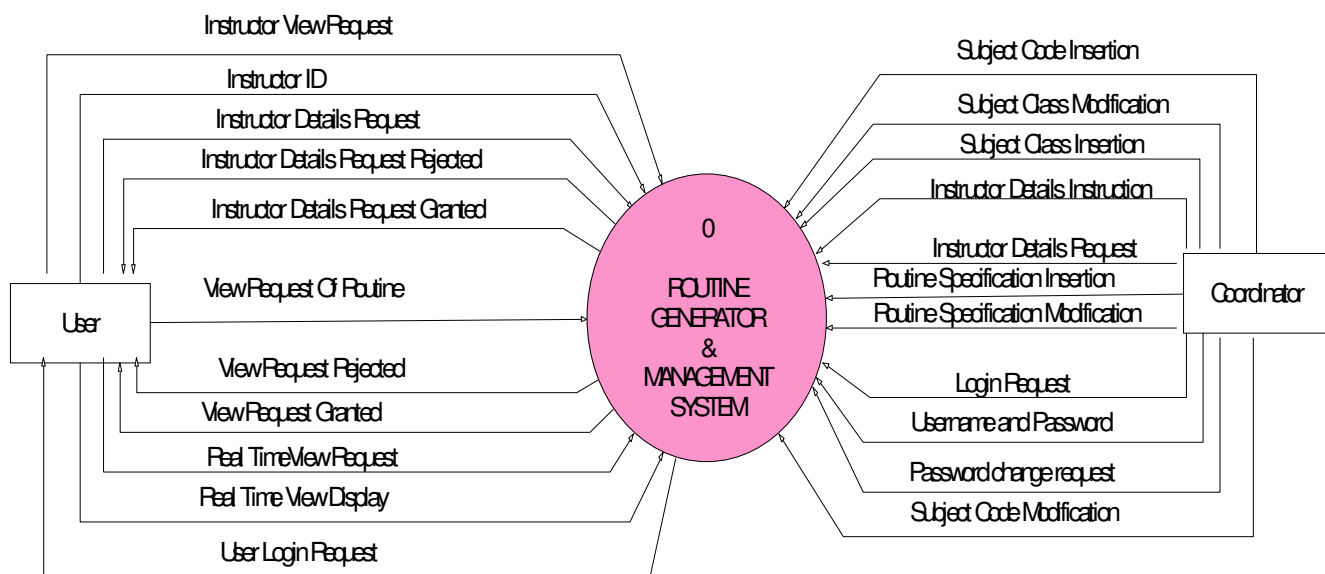 Instructor View Request
Instructor ID
Instructor Details Request
Instructor Details Request Rejected
Instructor Details Request Granted
View Request Of Routine
User
View Request Rejected
View Request Granted
Real Time View Request
Real Time View Display
User Login Request
0
ROUTINE
GENERATOR
&
MANAGEMENT
SYSTEM
Subject Code Insertion
Subject Class Modification
Subject Class Insertion
Instructor Details Instruction
Instructor Details Request
Routine Specification Insertion
Coordinator
Routine Specification Modification
Login Request
Username and Password
Password change request
Subject Code Modification